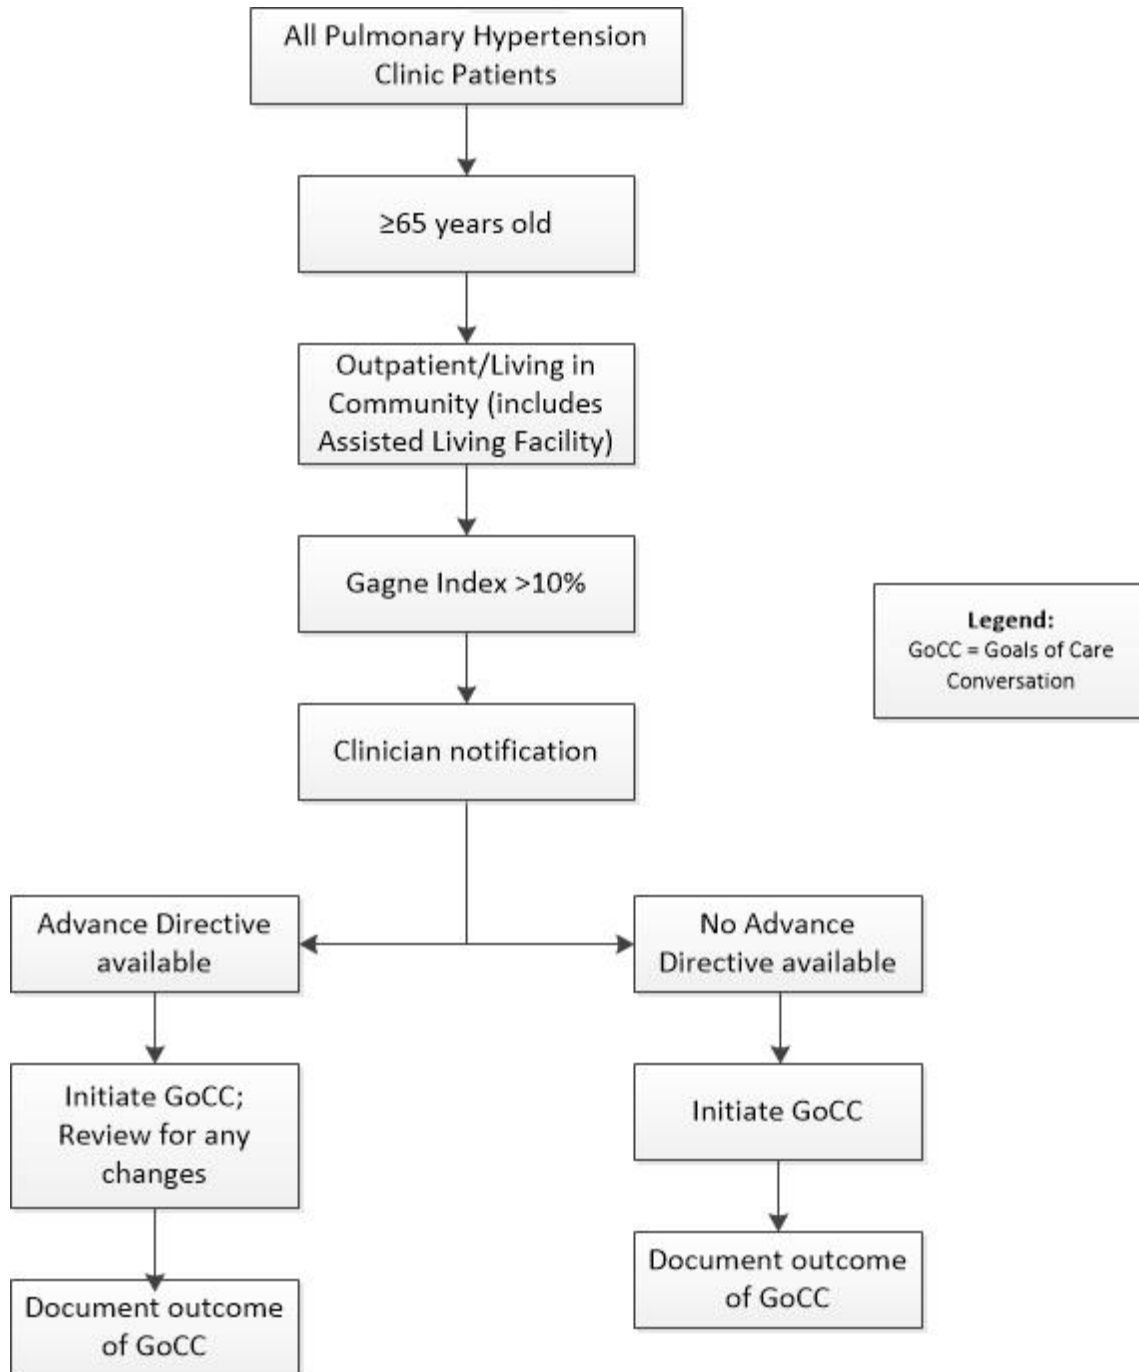 All Pulmonary Hypertension
Clinic Patients
≥65 years old
Outpatient/Living in
Community (includes
Assisted Living Facility)
Gagne Index >10%
Legend:
GoCC = Goals of Care
Conversation
Clinician notification
Advance Directive
available
No Advance
Directive available
Initiate GoCC;
Review for any
changes
Initiate GoCC
Document outcome
of GoCC
Document outcome
of GoCC